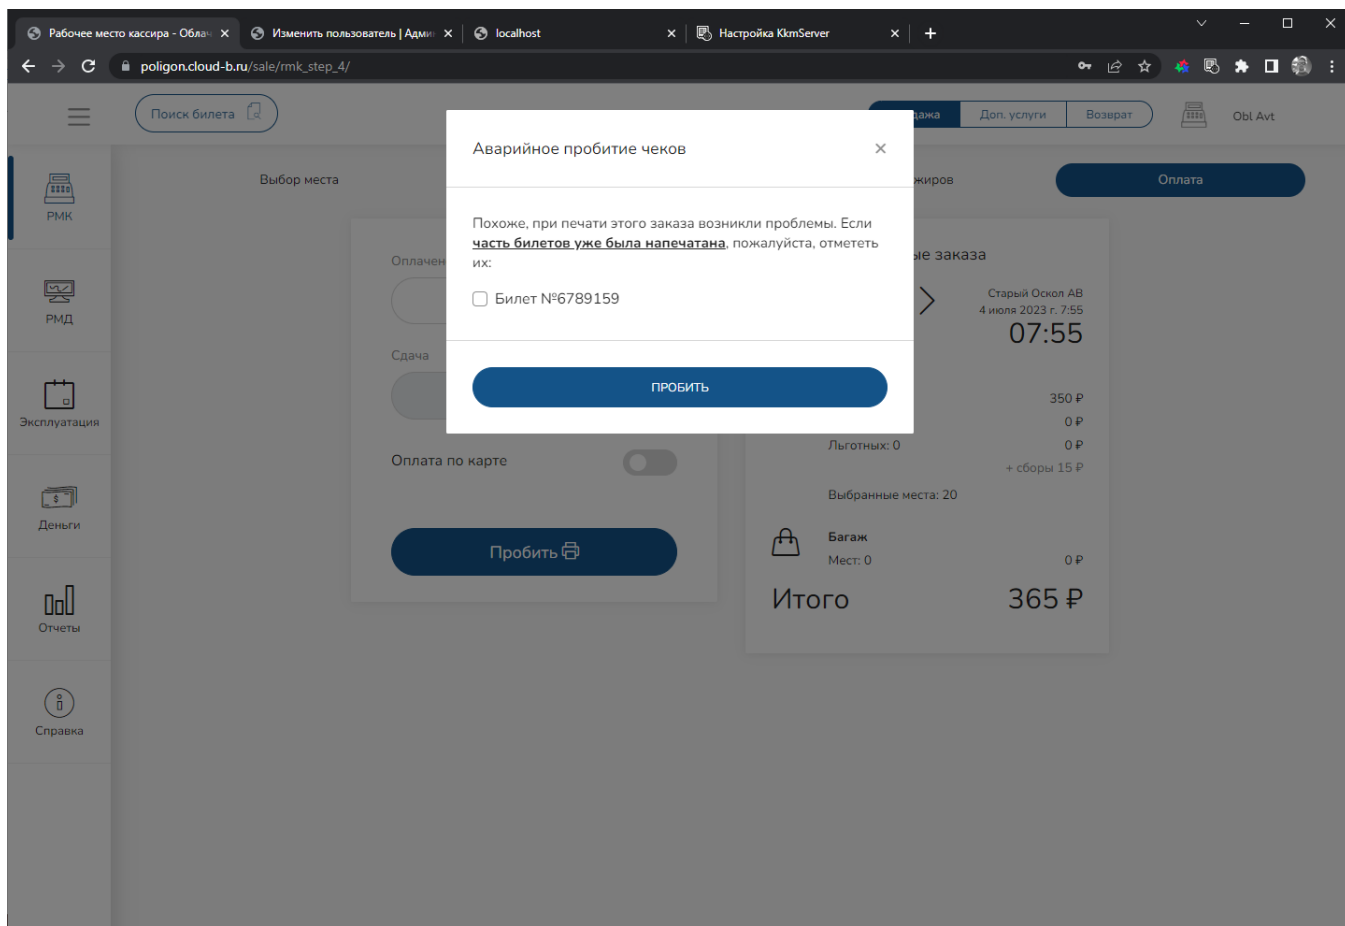 Рабочее место кассира - Облач
Изменить пользователь | Админ
localhost
Настройка KkmServer
poligon.cloud-b.ru/sale/rmk_step_4/
Поиск билета
Доп. услуги
Возврат
Obl Avt
Аварийное пробитие чеков
Выбор места
Оплата
РМК
Похоже, при печати этого заказа возникли проблемы. Если
часть билетов уже была напечатана, пожалуйста, отмететь
их:
Билет №6789159
ПРОБИТЬ
Оплачен
ые заказа
Старый Оскол АВ
4 июля 2023 г. 7:55
07:55
РМД
Сдача
350 ₽
0 ₽
Льготных: 0
0 ₽
+ сборы 15 ₽
Эксплуатация
Оплата по карте
Выбранные места: 20
Деньги
Пробить
Багаж
Мест: 0
0 ₽
Итого
365 ₽
Отчеты
Справка